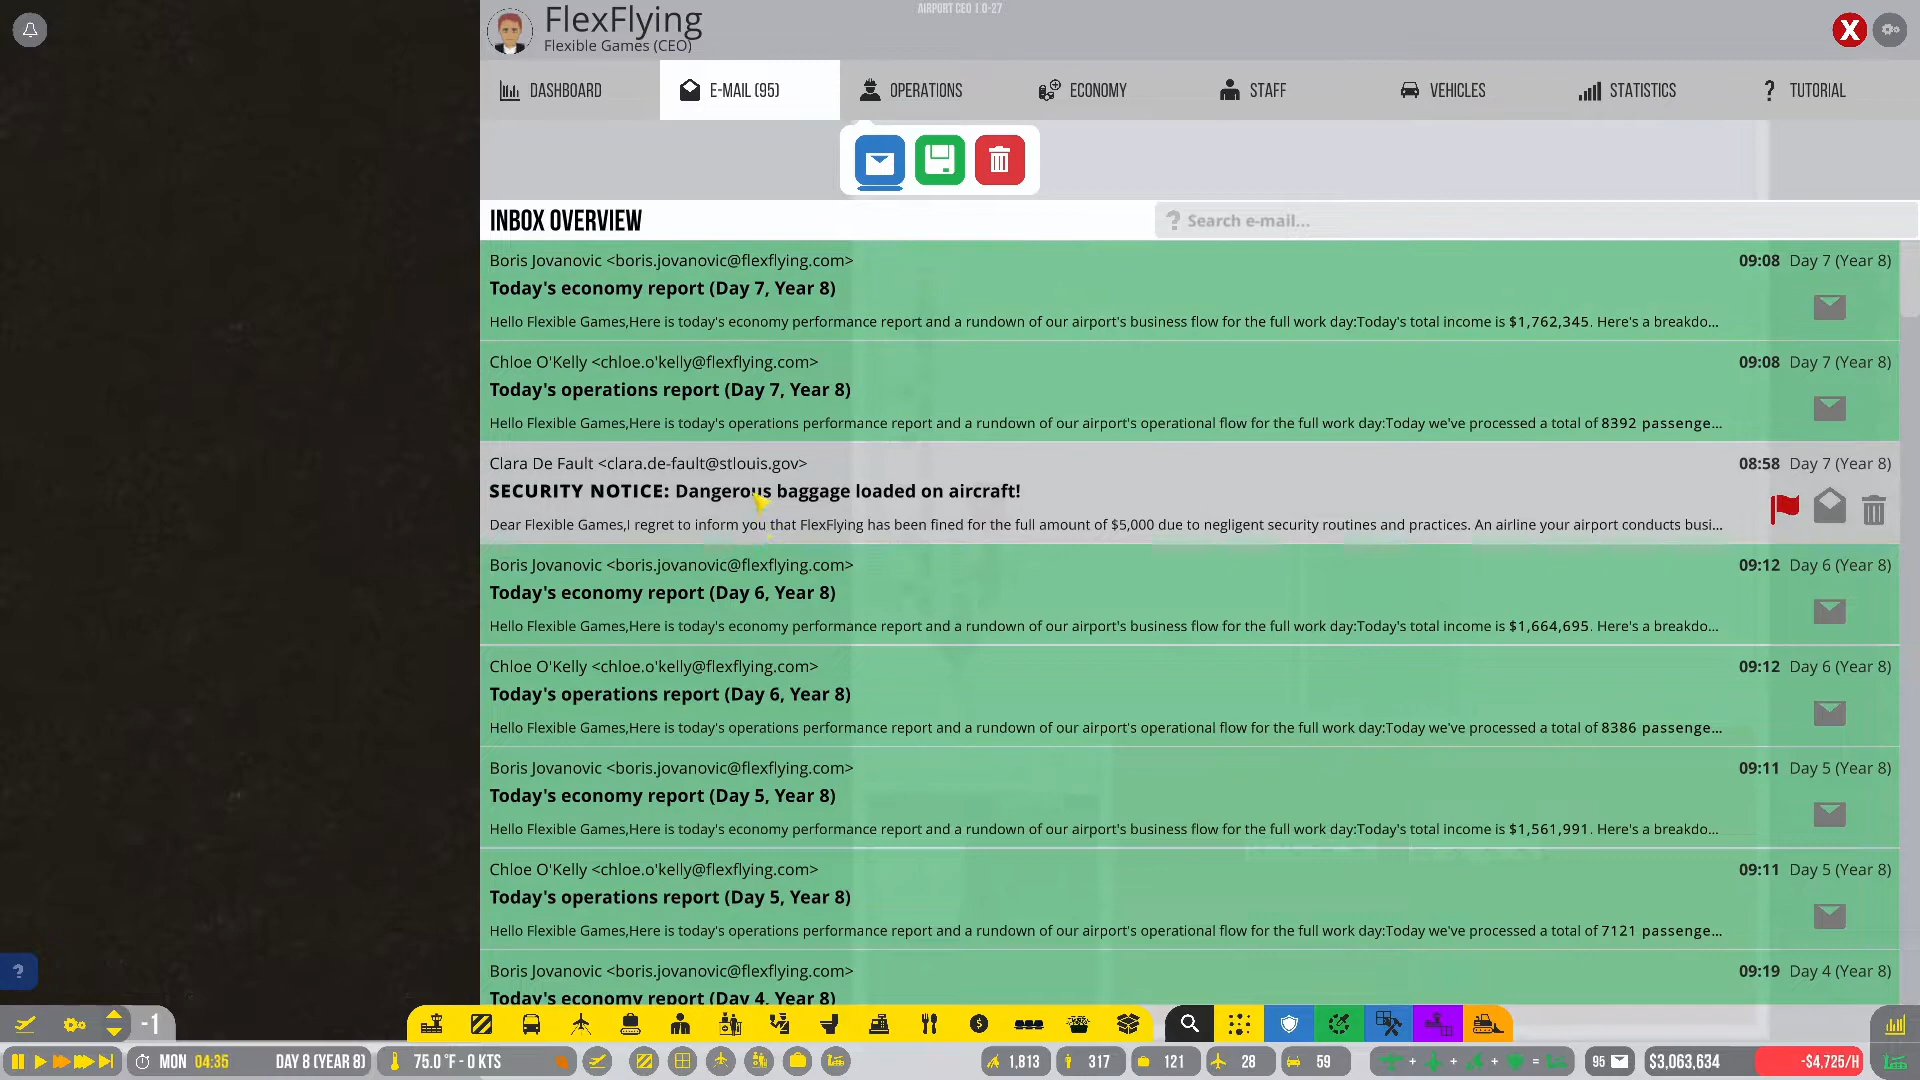 AIRPORT CEO | 0-27
FlexFlying
Flexible Games (CEO)
X
DASHBOARD
E-MAIL (95)
OPERATIONS
ECONOMY
STAFF
VEHICLES
STATISTICS
? TUTORIAL
INBOX OVERVIEW
? Search e-mail...
Boris Jovanovic <boris.jovanovic@flexflying.com>
09:08 Day 7 (Year 8)
Today's economy report (Day 7, Year 8)
Hello Flexible Games,Here is today's economy performance report and a rundown of our airport's business flow for the full work day:Today's total income is $1,762,345. Here's a breakdo...
Chloe O'Kelly <chloe.o'kelly@flexflying.com>
09:08 Day 7 (Year 8)
Today's operations report (Day 7, Year 8)
Hello Flexible Games,Here is today's operations performance report and a rundown of our airport's operational flow for the full work day:Today we've processed a total of 8392 passenge...
Clara De Fault <clara.de-fault@stlouis.gov>
08:58 Day 7 (Year 8)
SECURITY NOTICE: Dangerous baggage loaded on aircraft!
Dear Flexible Games,I regret to inform you that FlexFlying has been fined for the full amount of $5,000 due to negligent security routines and practices. An airline your airport conducts busi...
Boris Jovanovic <boris.jovanovic@flexflying.com>
09:12 Day 6 (Year 8)
Today's economy report (Day 6, Year 8)
Hello Flexible Games,Here is today's economy performance report and a rundown of our airport's business flow for the full work day:Today's total income is $1,664,695. Here's a breakdo...
Chloe O'Kelly <chloe.o'kelly@flexflying.com>
09:12 Day 6 (Year 8)
Today's operations report (Day 6, Year 8)
Hello Flexible Games,Here is today's operations performance report and a rundown of our airport's operational flow for the full work day:Today we've processed a total of 8386 passenge...
Boris Jovanovic <boris.jovanovic@flexflying.com>
09:11 Day 5 (Year 8)
Today's economy report (Day 5, Year 8)
Hello Flexible Games,Here is today's economy performance report and a rundown of our airport's business flow for the full work day:Today's total income is $1,561,991. Here's a breakdo...
Chloe O'Kelly <chloe.o'kelly@flexflying.com>
09:11 Day 5 (Year 8)
Today's operations report (Day 5, Year 8)
Hello Flexible Games,Here is today's operations performance report and a rundown of our airport's operational flow for the full work day:Today we've processed a total of 7121 passenge...
Boris Jovanovic <boris.jovanovic@flexflying.com>
09:19 Day 4 (Year 8)
Today's economy report (Day 4, Year 8)
?
-1
MON 04:35
DAY 8 (YEAR 8)
75.0 °F - 0 KTS
1,813
317
121
28
59
+ + + =
95
$3,063,634
-$4,725/H